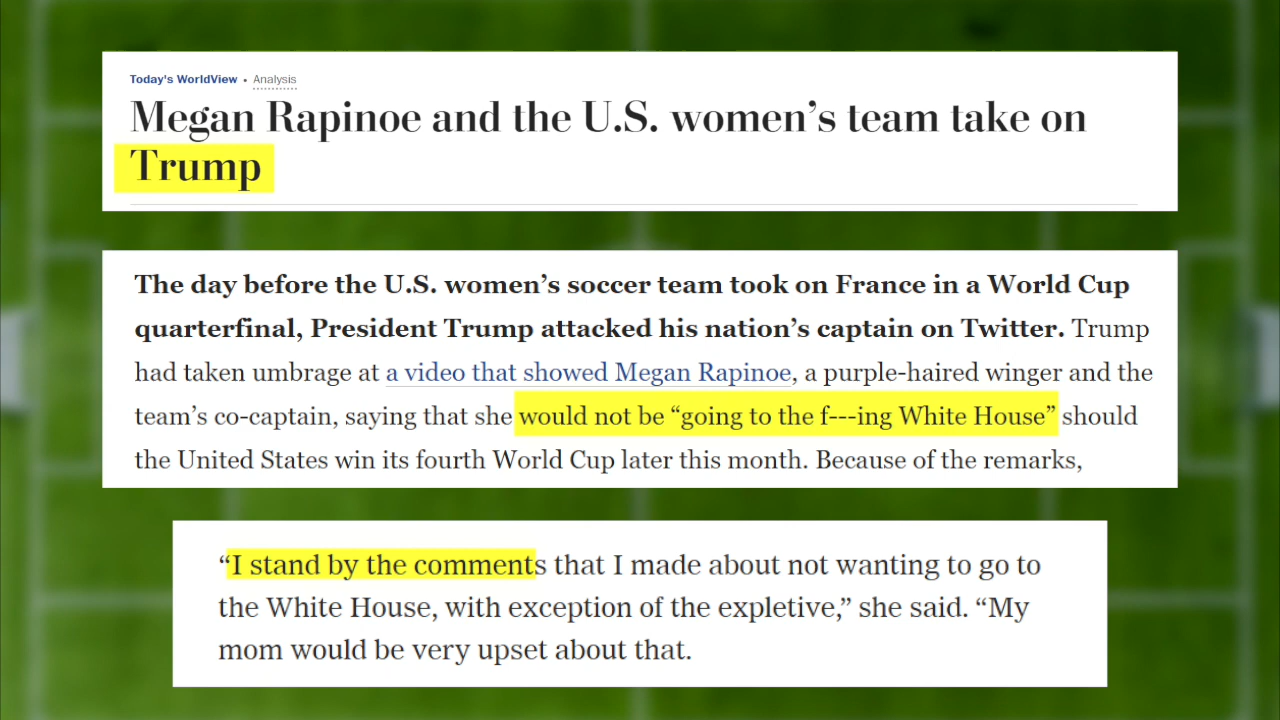 Today's WorldView • Analysis
Megan Rapinoe and the U.S. women’s team take on
Trump
The day before the U.S. women’s soccer team took on France in a World Cup
quarterfinal, President Trump attacked his nation’s captain on Twitter. Trump
had taken umbrage at a video that showed Megan Rapinoe, a purple-haired winger and the
team’s co-captain, saying that she would not be “going to the f---ing White House” should
the United States win its fourth World Cup later this month. Because of the remarks,
“I stand by the comments that I made about not wanting to go to
the White House, with exception of the expletive,” she said. “My
mom would be very upset about that.